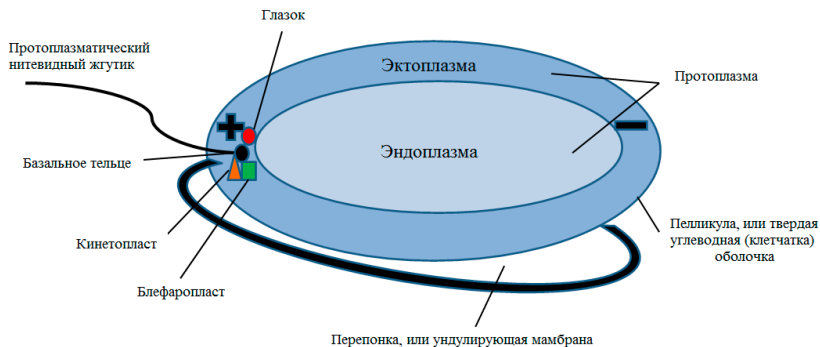 Глазок
Протоплазматический
нитевидный жгутик
Эктоплазма
Протоплазма
Эндоплазма
Базальное тельце
Пелликула, или твердая
углеводная (клетчатка)
оболочка
Кинетопласт
Блефаропласт
Перепонка, или ундулирующая мамбрана